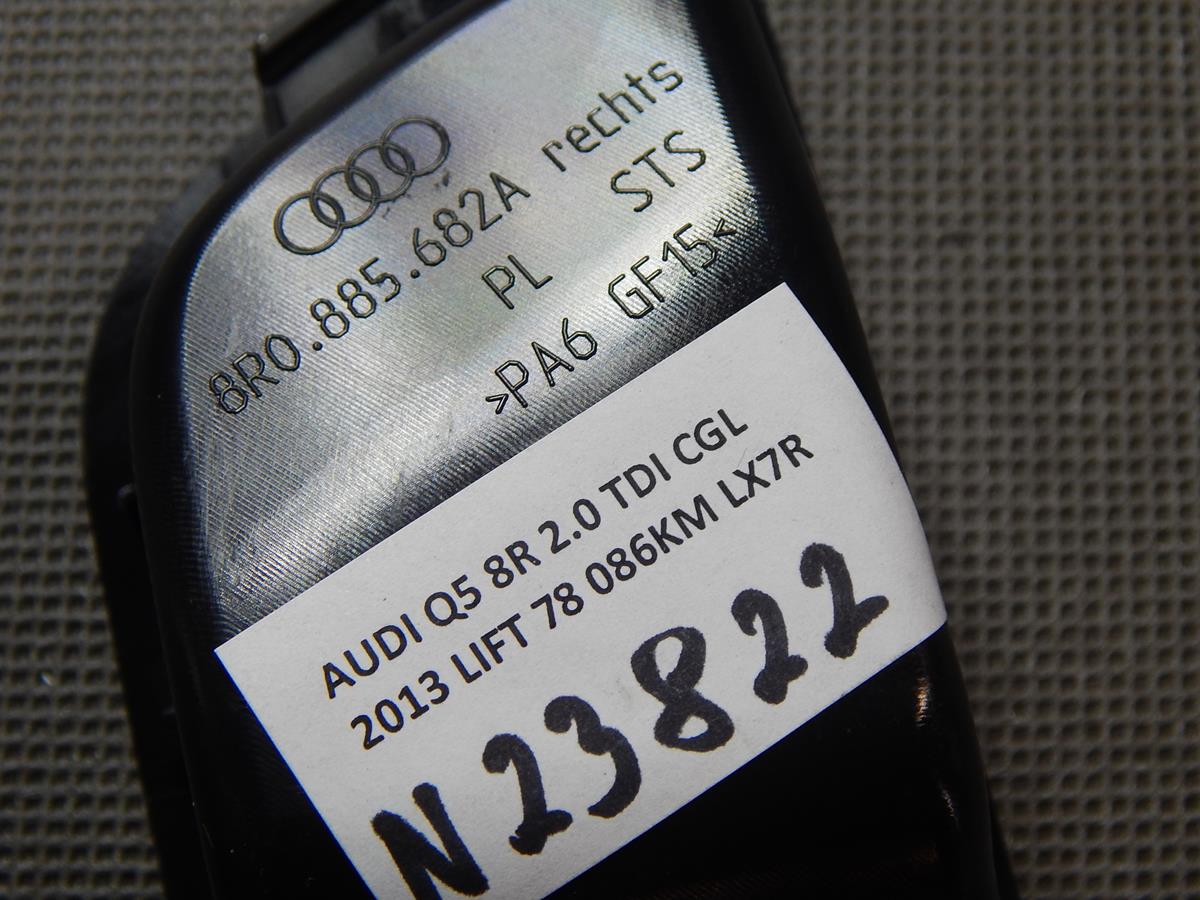 8R0.885.682A rechts
PL STS
>PA6 GF15<
AUDI Q5 8R 2.0 TDI CGL
2013 LIFT 78 086KM LX7R
N23822